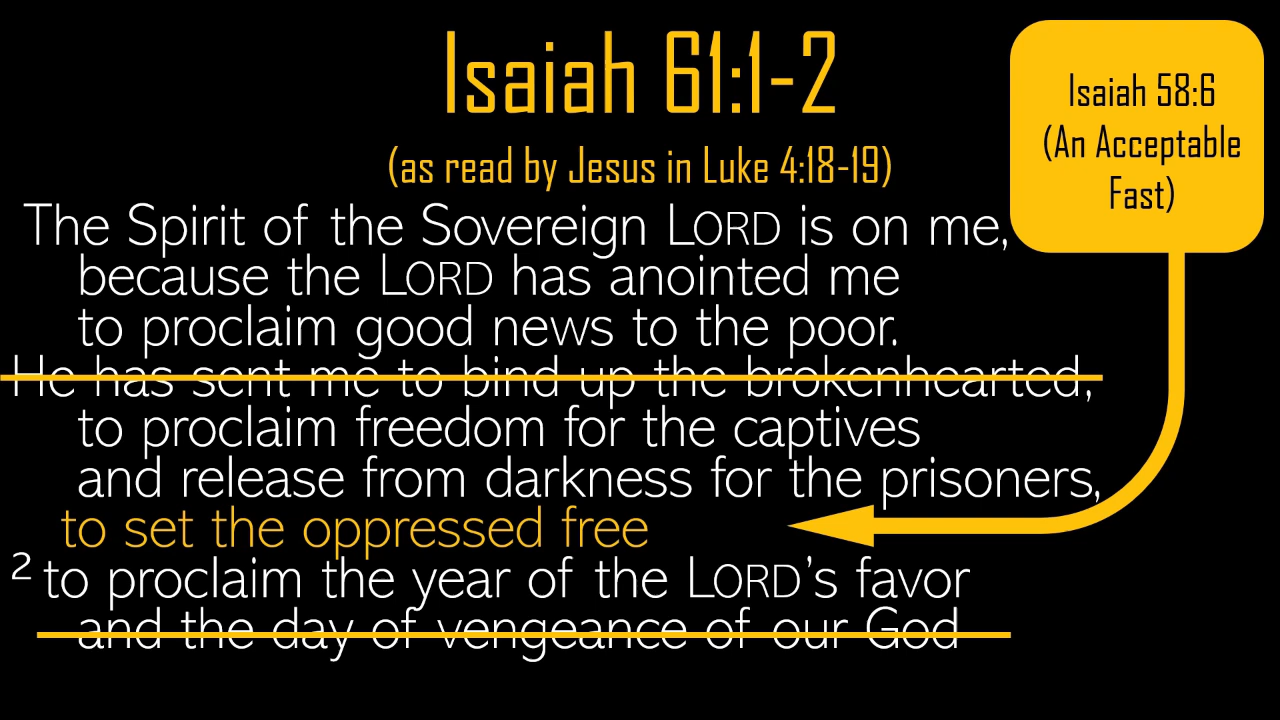 Isaiah 61:1-2
(as read by Jesus in Luke 4:18-19)
Isaiah 58:6
(An Acceptable
Fast)
The Spirit of the Sovereign LORD is on me,
because the LORD has anointed me
to proclaim good news to the poor.
He has sent me to bind up the brokenhearted,
to proclaim freedom for the captives
and release from darkness for the prisoners,
to set the oppressed free
2 to proclaim the year of the LORD’s favor
and the day of vengeance of our God